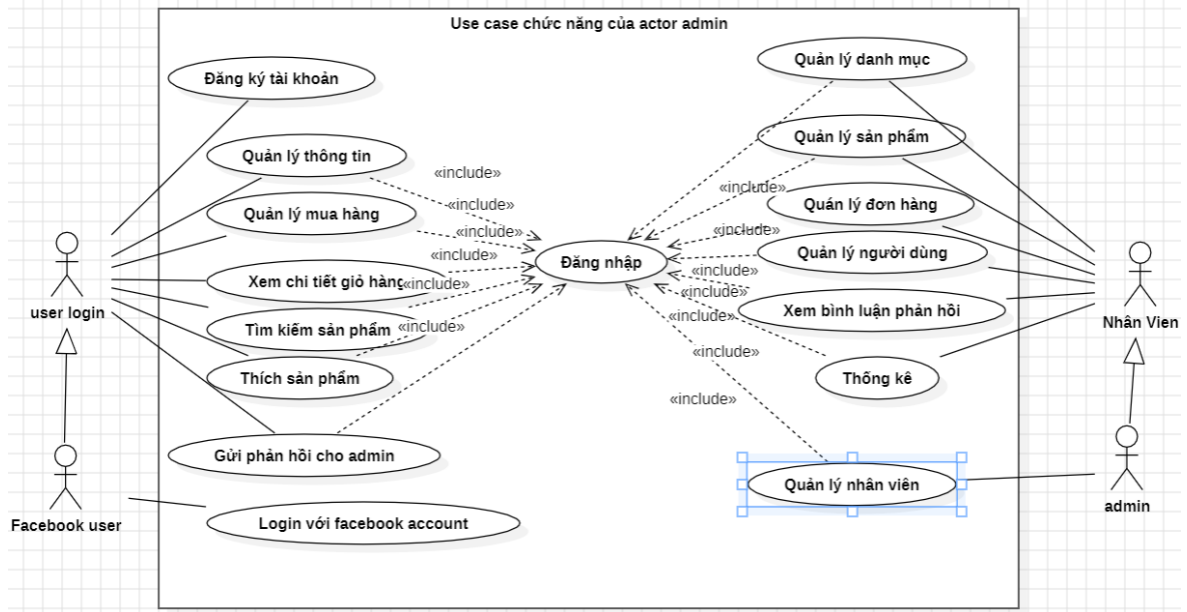 Use case chức năng của actor admin
Đăng ký tài khoản
Quản lý thông tin
Quản lý mua hàng
Xem chi tiết giỏ hàng
Tìm kiếm sản phẩm
Thích sản phẩm
Gửi phản hồi cho admin
Login với facebook account
user login
Facebook user
«include»
«include»
«include»
«include»
«include»
«include»
Đăng nhập
Quản lý danh mục
Quản lý sản phẩm
Quán lý đơn hàng
Quản lý người dùng
Xem bình luận phản hồi
Thống kê
Quản lý nhân viên
«include»
«include»
«include»
«include»
«include»
«include»
«include»
Nhân Vien
admin